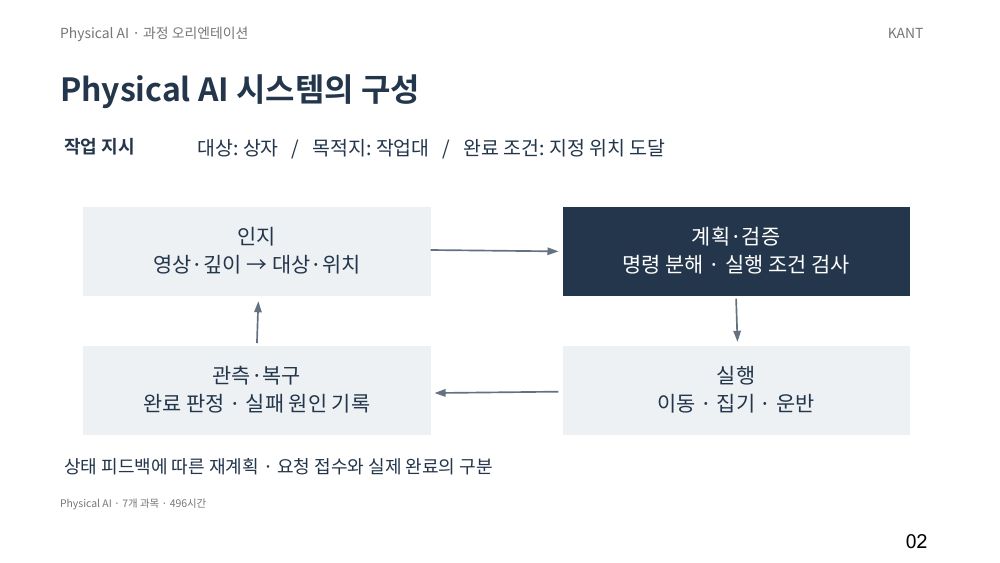 Physical AI · 과정 오리엔테이션
KANT
Physical AI 시스템의 구성
작업 지시
대상: 상자 / 목적지: 작업대 / 완료 조건: 지정 위치 도달
인지
영상·깊이 → 대상·위치
계획·검증
명령 분해 · 실행 조건 검사
관측·복구
완료 판정 · 실패 원인 기록
실행
이동 · 집기 · 운반
상태 피드백에 따른 재계획 · 요청 접수와 실제 완료의 구분
Physical AI · 7개 과목 · 496시간
02